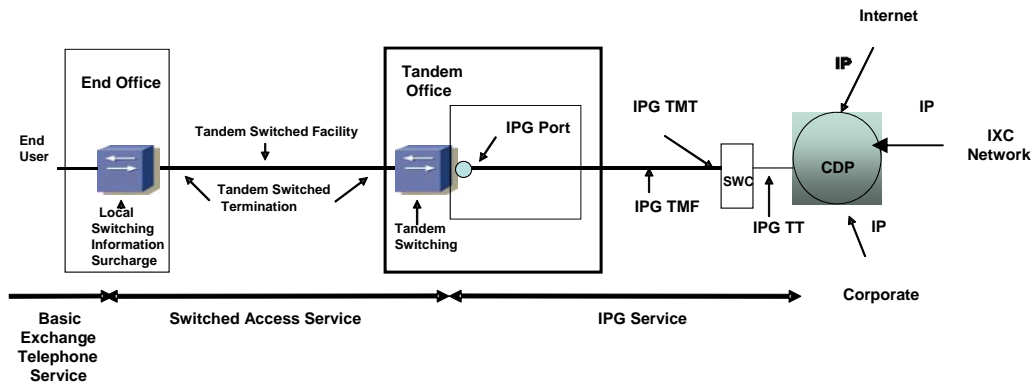 Internet
End Office
Tandem
Office
IP
IPG TMT
IP
IPG Port
Tandem Switched Facility
End
User
IXC
Network
CDP
SWC
Tandem Switched
Termination
IPG TMF
IPG TT
IP
Local
Switching
Information
Surcharge
Tandem
Switching
Corporate
Basic
Exchange
Telephone
Service
Switched Access Service
IPG Service